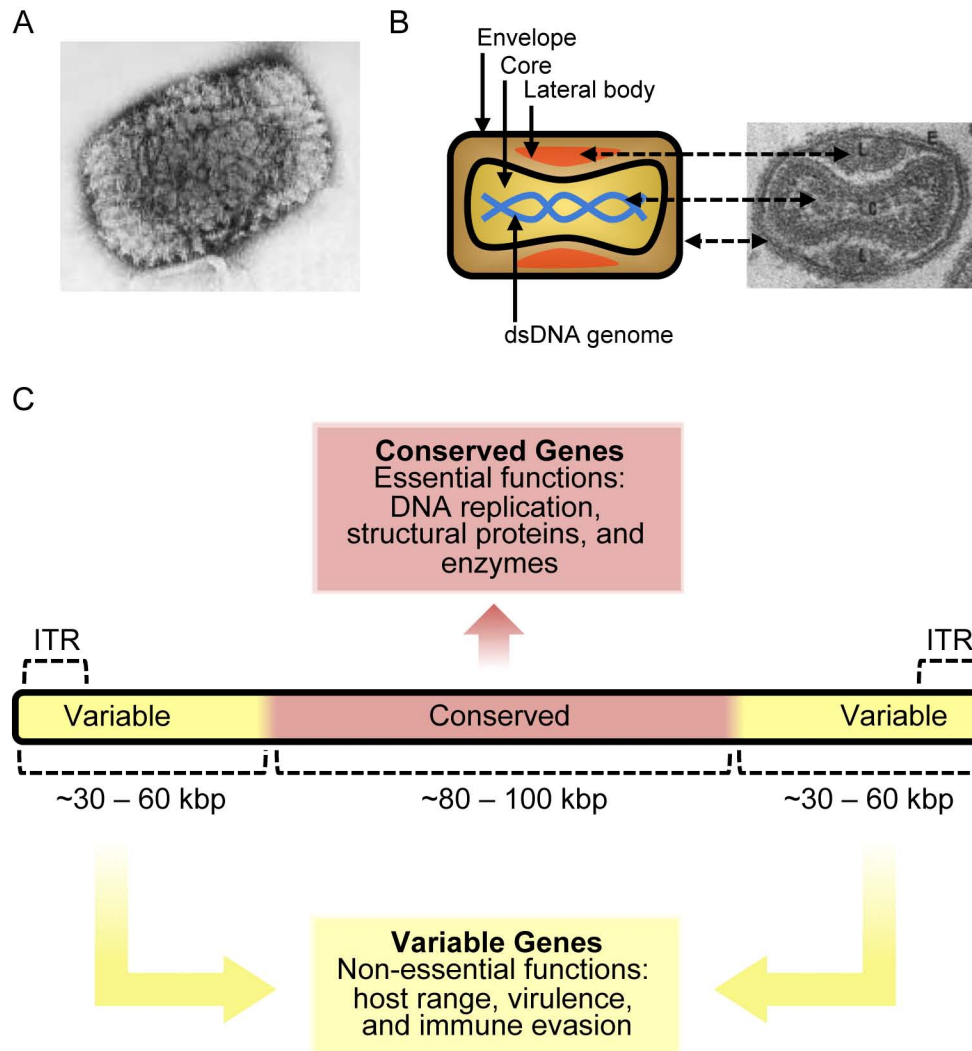 A
B
Envelope
Core
Lateral body
L
E
C
L
dsDNA genome
C
Conserved Genes
Essential functions:
DNA replication,
structural proteins, and
enzymes
ITR
ITR
Variable
Conserved
Variable
~30 – 60 kbp
~80 – 100 kbp
~30 – 60 kbp
Variable Genes
Non-essential functions:
host range, virulence,
and immune evasion